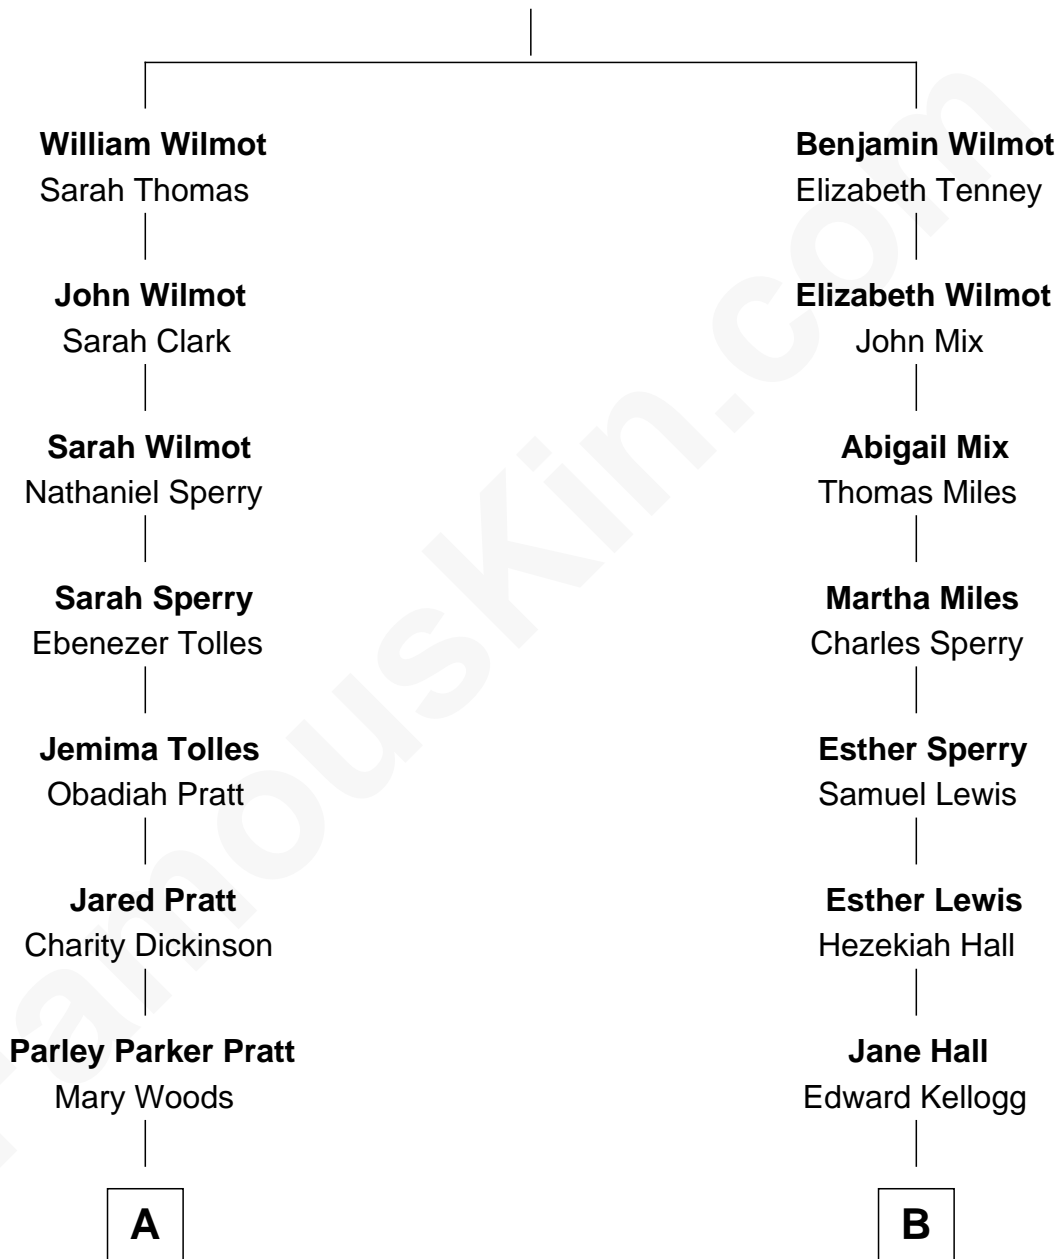 William Wilmot
Sarah Thomas
John Wilmot
Sarah Clark
Sarah Wilmot
Nathaniel Sperry
Sarah Sperry
Ebenezer Tolles
Jemima Tolles
Obadiah Pratt
Jared Pratt
Charity Dickinson
Parley Parker Pratt
Mary Woods
A
Benjamin Wilmot
Elizabeth Tenney
Elizabeth Wilmot
John Mix
Abigail Mix
Thomas Miles
Martha Miles
Charles Sperry
Esther Sperry
Samuel Lewis
Esther Lewis
Hezekiah Hall
Jane Hall
Edward Kellogg
B
FamousKin.com